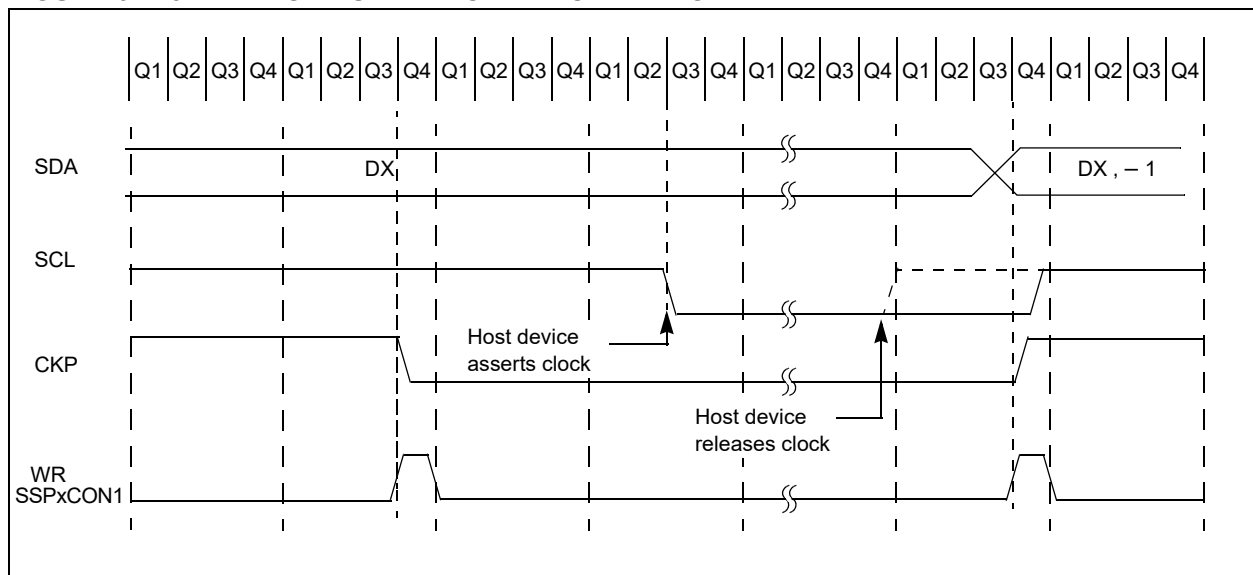 Q1 Q2 Q3 Q4 Q1 Q2 Q3 Q4 Q1 Q2 Q3 Q4 Q1 Q2 Q3 Q4 Q1 Q2 Q3 Q4 Q1 Q2 Q3 Q4 Q1 Q2 Q3 Q4
SDA
DX
DX , – 1
SCL
Host device
asserts clock
CKP
Host device
releases clock
WR
SSPxCON1